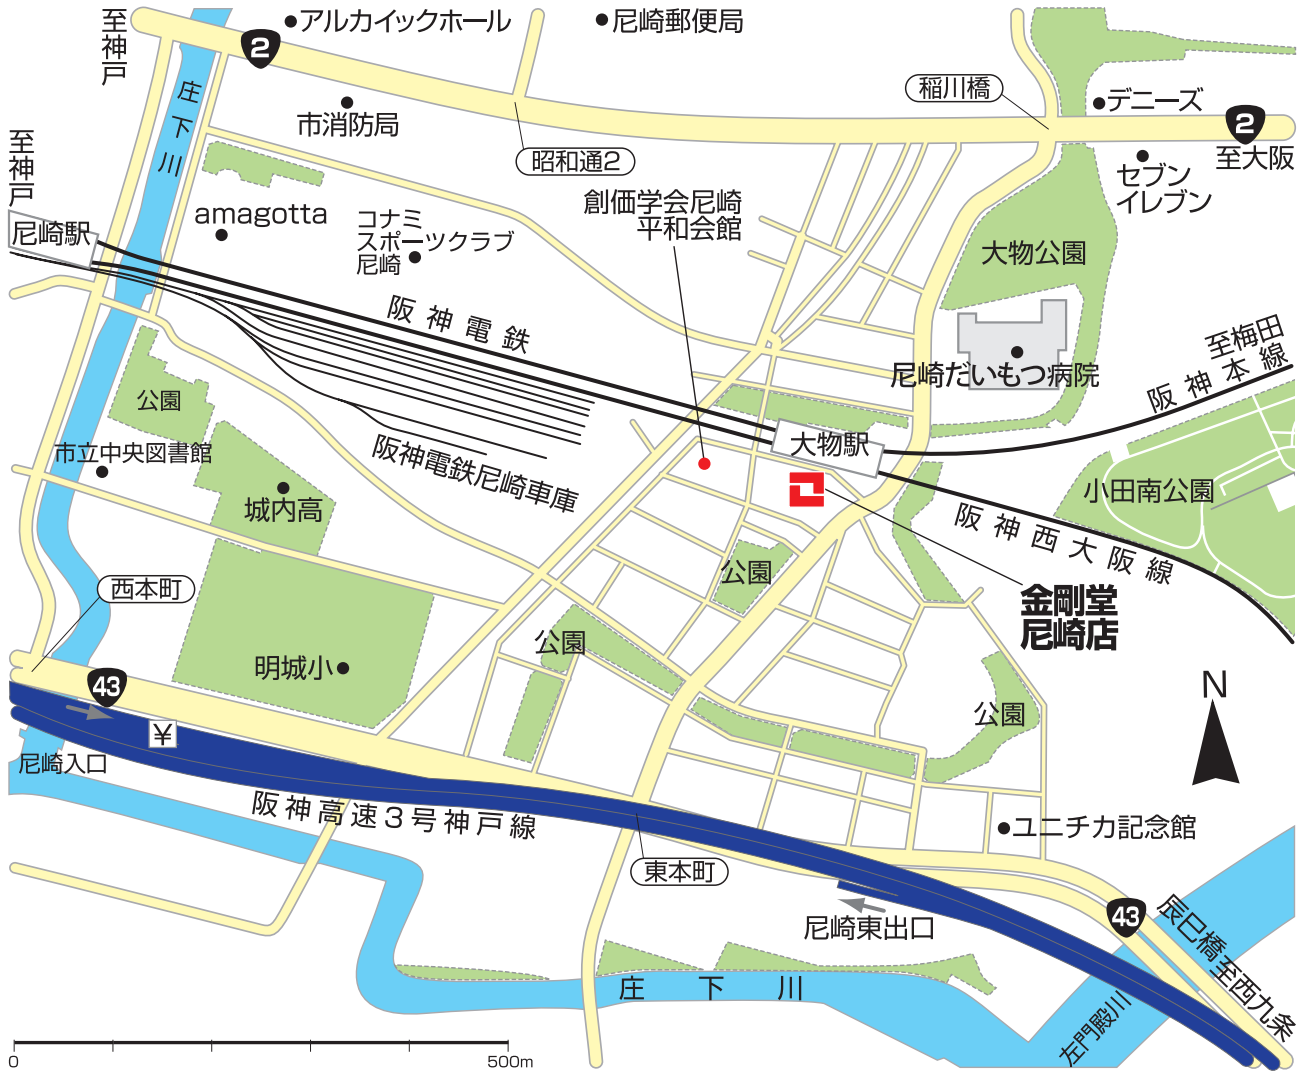 至神戸
2
アルカイックホール
尼崎郵便局
庄下川
市消防局
昭和通2
稲川橋
デニーズ
2
至大阪
セブン
イレブン
至神戸
尼崎駅
amagotta
コナミ
スポーツクラブ
尼崎
創価学会尼崎
平和会館
大物公園
阪神電鉄
尼崎だいもつ病院
至梅田
阪神本線
公園
市立中央図書館
城内高
阪神電鉄尼崎車庫
大物駅
小田南公園
阪神西大阪線
公園
金剛堂
尼崎店
西本町
公園
明城小
43
¥
尼崎入口
公園
N
阪神高速3号神戸線
ユニチカ記念館
東本町
尼崎東出口
43
辰巳橋
至西九条
庄下川
左門殿川
0
500m